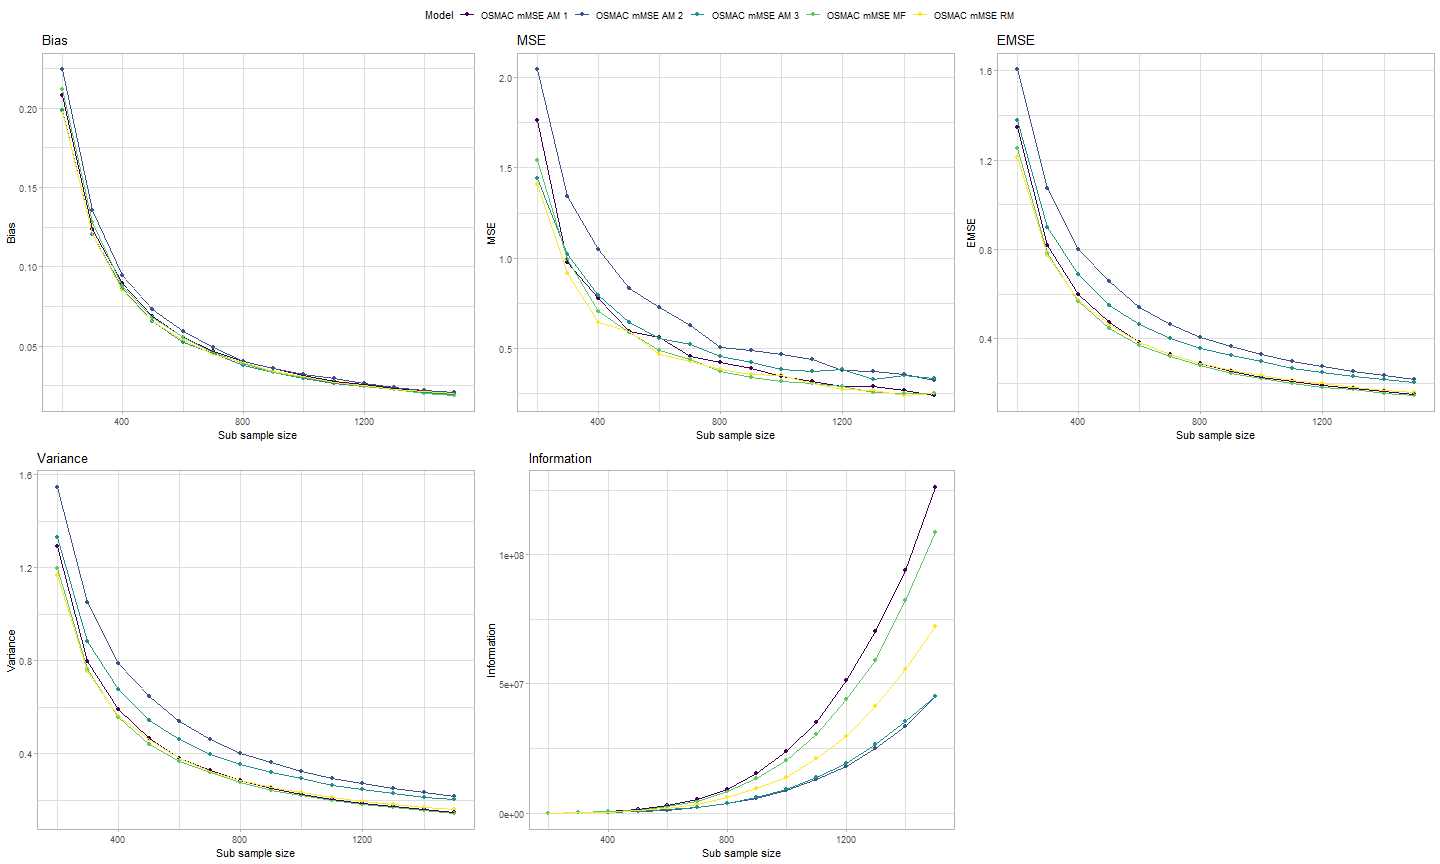 Model OSMAC mMSE AM 1 OSMAC mMSE AM 2 OSMAC mMSE AM 3 OSMAC mMSE MF OSMAC mMSE RM
Bias
0.20
0.15
0.10
0.05
Bias
400 1200
Sub sample size
MSE
2.0
1.5
1.0
0.5
MSE
400 1200
Sub sample size
EMSE
1.6
1.2
0.8
0.4
EMSE
400 1200
Sub sample size
Variance
1.6
1.2
0.8
0.4
Variance
400 800 1200
Sub sample size
Information
1e+08
5e+07
0e+00
Information
400 800 1200
Sub sample size